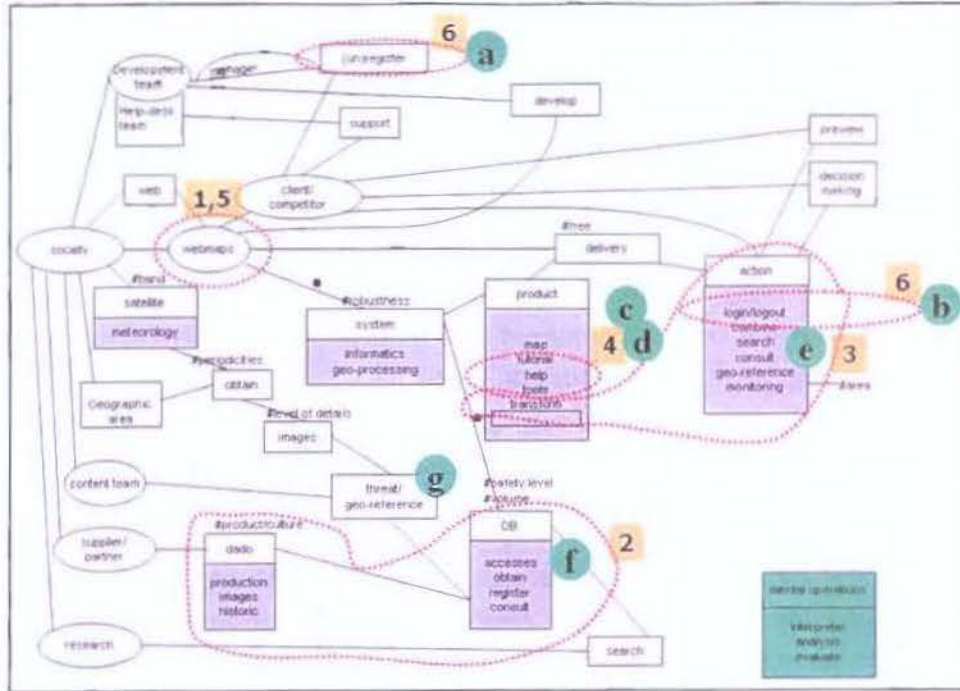 6
a
(un)register
manager
Development
team
Help-desk
team
develop
support
preview
decision
making
web
client/
competitor
1,5
society
webmaps
#free
delivery
#band
satellite
meteorology
#robustness
system
informatics
geo-processing
product
map
tutorial
help
tools
transform
c
4
d
action
login/logout
combine
search
consult
geo-reference
monitoring
6
b
e
3
#area
#periodicities
obtain
Geographic
area
#level of details
images
content team
threat/
geo-reference
g
#safety level
#volume
#product/culture
dado
production
images
historic
supplier/
partner
DB
accesses
obtain
register
consult
f
2
research
search
mental operations
interpreter
analysis
evaluate